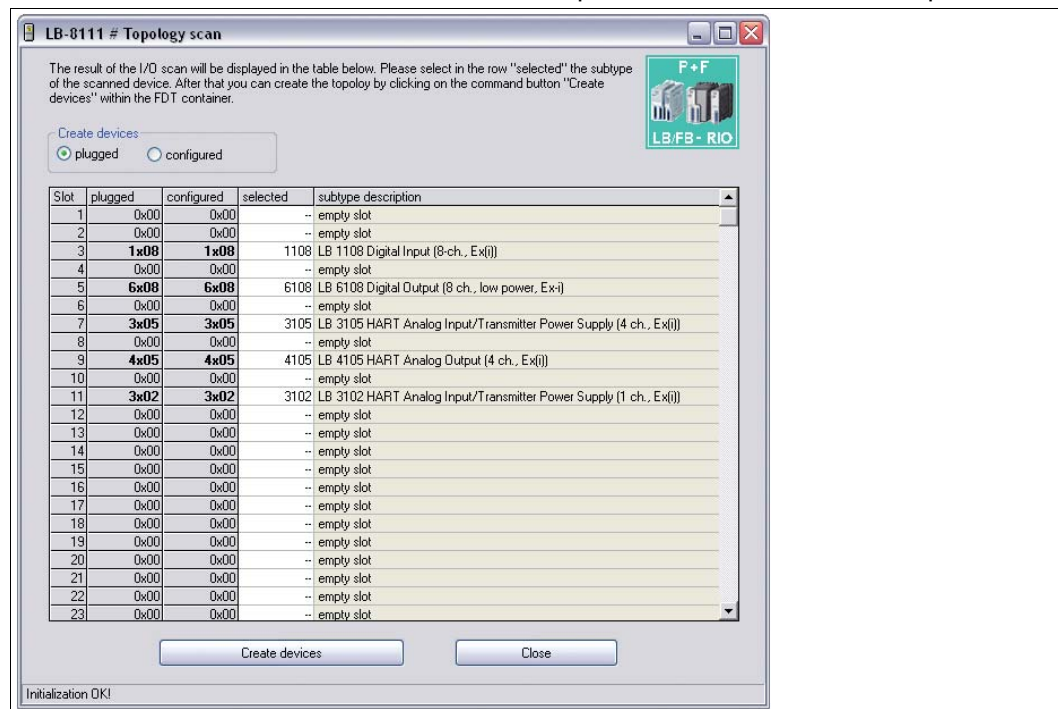 LB-8111 # Topology scan
The result of the I/O scan will be displayed in the table below. Please select in the row "selected" the subtype
of the scanned device. After that you can create the topoloy by clicking on the command button "Create
devices" within the FDT container.
P+F
LB/FB - RIO
Create devices
plugged configured
Slot plugged configured selected subtype description
1 0x00 0x00 -- empty slot
2 0x00 0x00 -- empty slot
3 1x08 1x08 1108 LB 1108 Digital Input (8-ch., Ex(i))
4 0x00 0x00 -- empty slot
5 6x08 6x08 6108 LB 6108 Digital Output (8 ch., low power, Ex-i)
6 0x00 0x00 -- empty slot
7 3x05 3x05 3105 LB 3105 HART Analog Input/Transmitter Power Supply (4 ch., Ex(i))
8 0x00 0x00 -- empty slot
9 4x05 4x05 4105 LB 4105 HART Analog Output (4 ch., Ex(i))
10 0x00 0x00 -- empty slot
11 3x02 3x02 3102 LB 3102 HART Analog Input/Transmitter Power Supply (1 ch., Ex(i))
12 0x00 0x00 -- empty slot
13 0x00 0x00 -- empty slot
14 0x00 0x00 -- empty slot
15 0x00 0x00 -- empty slot
16 0x00 0x00 -- empty slot
17 0x00 0x00 -- empty slot
18 0x00 0x00 -- empty slot
19 0x00 0x00 -- empty slot
20 0x00 0x00 -- empty slot
21 0x00 0x00 -- empty slot
22 0x00 0x00 -- empty slot
23 0x00 0x00 -- empty slot
Create devices Close
Initialization OK!